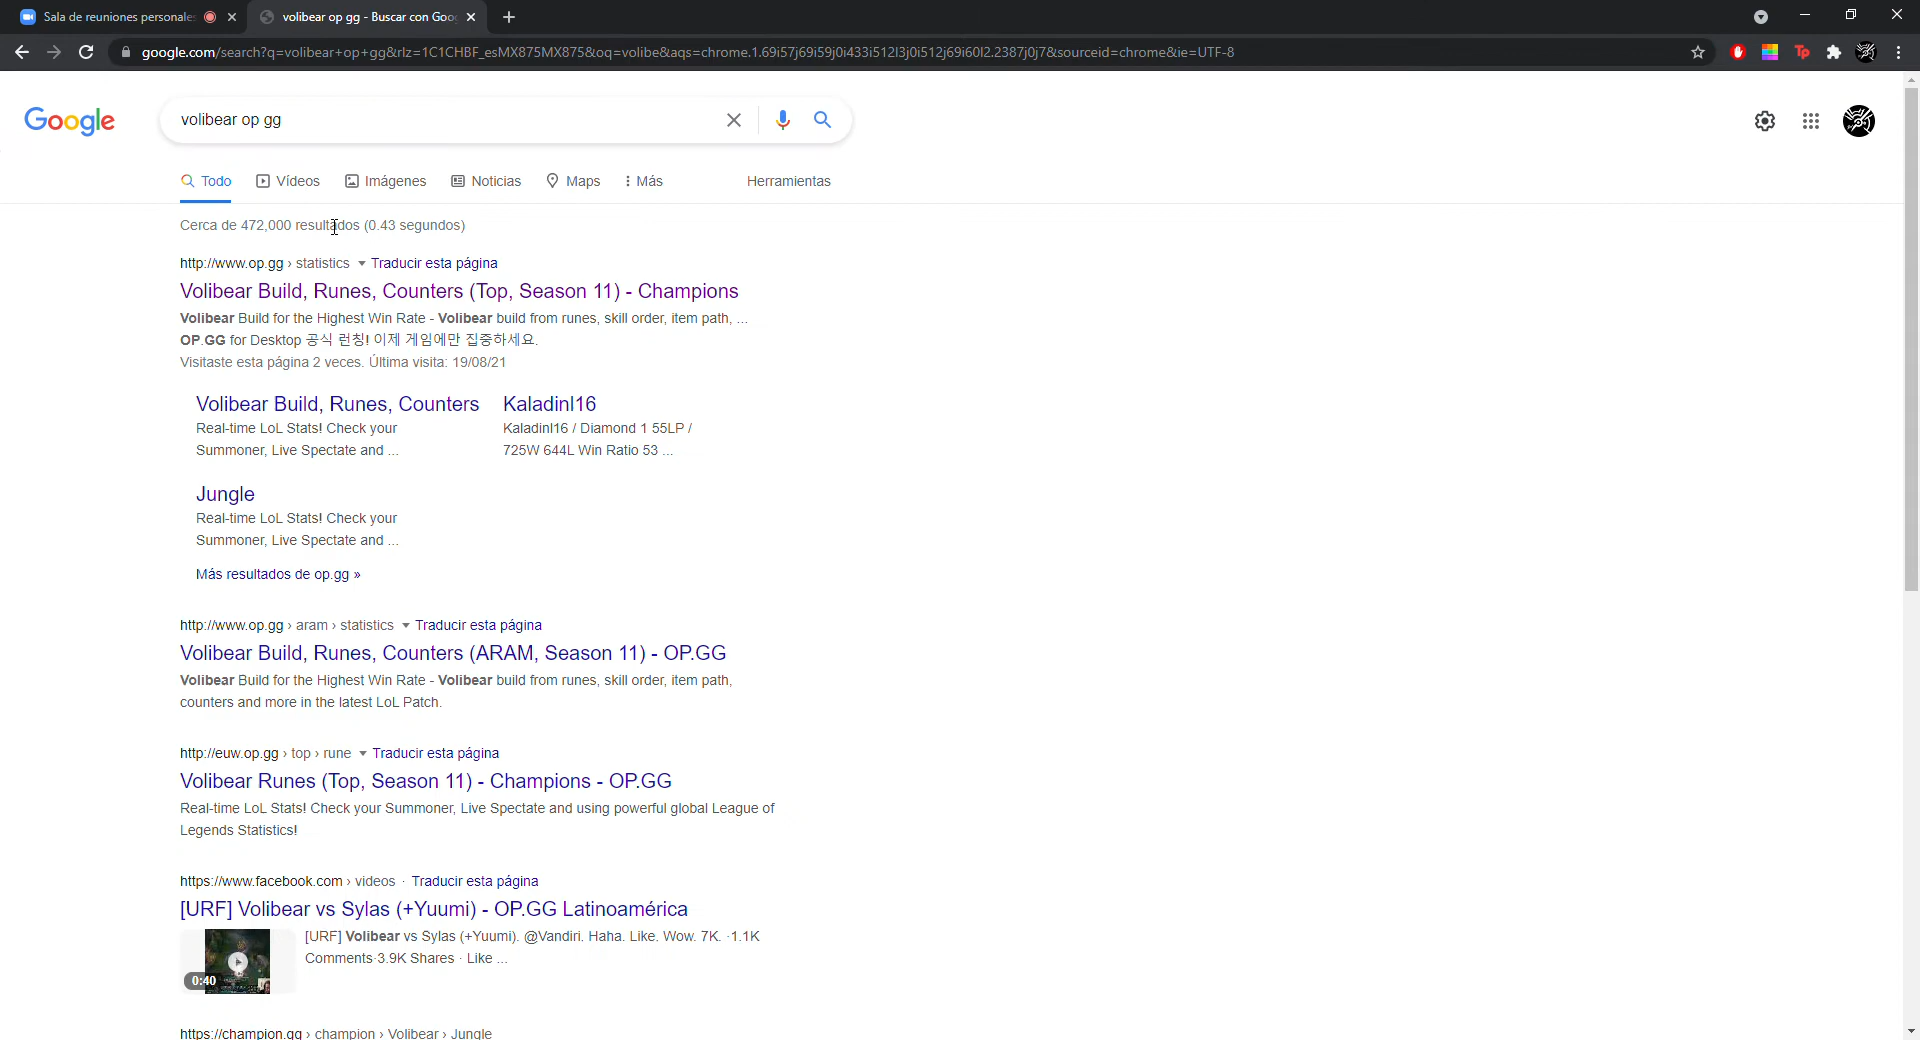 Sala de reuniones personales
volibear op gg - Buscar con Goo
google.com/search?q=volibear+op+gg&rlz=1C1CHBF_esMX875MX875&oq=volibe&aqs=chrome.1.69i57j69i59j0i433i512l3j0i512j69i60l2.2387j0j7&sourceid=chrome&ie=UTF-8
Google
volibear op gg
Todo Vídeos Imágenes Noticias Maps Más Herramientas
Cerca de 472,000 resultados (0.43 segundos)
http://www.op.gg › statistics Traducir esta página
Volibear Build, Runes, Counters (Top, Season 11) - Champions
Volibear Build for the Highest Win Rate - Volibear build from runes, skill order, item path, ...
OP.GG for Desktop 공식 런칭! 이제 게임에만 집중하세요.
Visitaste esta página 2 veces. Última visita: 19/08/21
Volibear Build, Runes, Counters
Real-time LoL Stats! Check your
Summoner, Live Spectate and ...
Kaladinl16
Kaladinl16 / Diamond 1 55LP /
725W 644L Win Ratio 53 ...
Jungle
Real-time LoL Stats! Check your
Summoner, Live Spectate and ...
Más resultados de op.gg »
http://www.op.gg › aram › statistics Traducir esta página
Volibear Build, Runes, Counters (ARAM, Season 11) - OP.GG
Volibear Build for the Highest Win Rate - Volibear build from runes, skill order, item path,
counters and more in the latest LoL Patch.
http://euw.op.gg › top › rune Traducir esta página
Volibear Runes (Top, Season 11) - Champions - OP.GG
Real-time LoL Stats! Check your Summoner, Live Spectate and using powerful global League of
Legends Statistics!
https://www.facebook.com › videos · Traducir esta página
[URF] Volibear vs Sylas (+Yuumi) - OP.GG Latinoamérica
[URF] Volibear vs Sylas (+Yuumi). @Vandiri. Haha. Like. Wow. 7K. ·1.1K
Comments·3.9K Shares · Like ...
0:40
https://champion.gg › champion › Volibear › Jungle